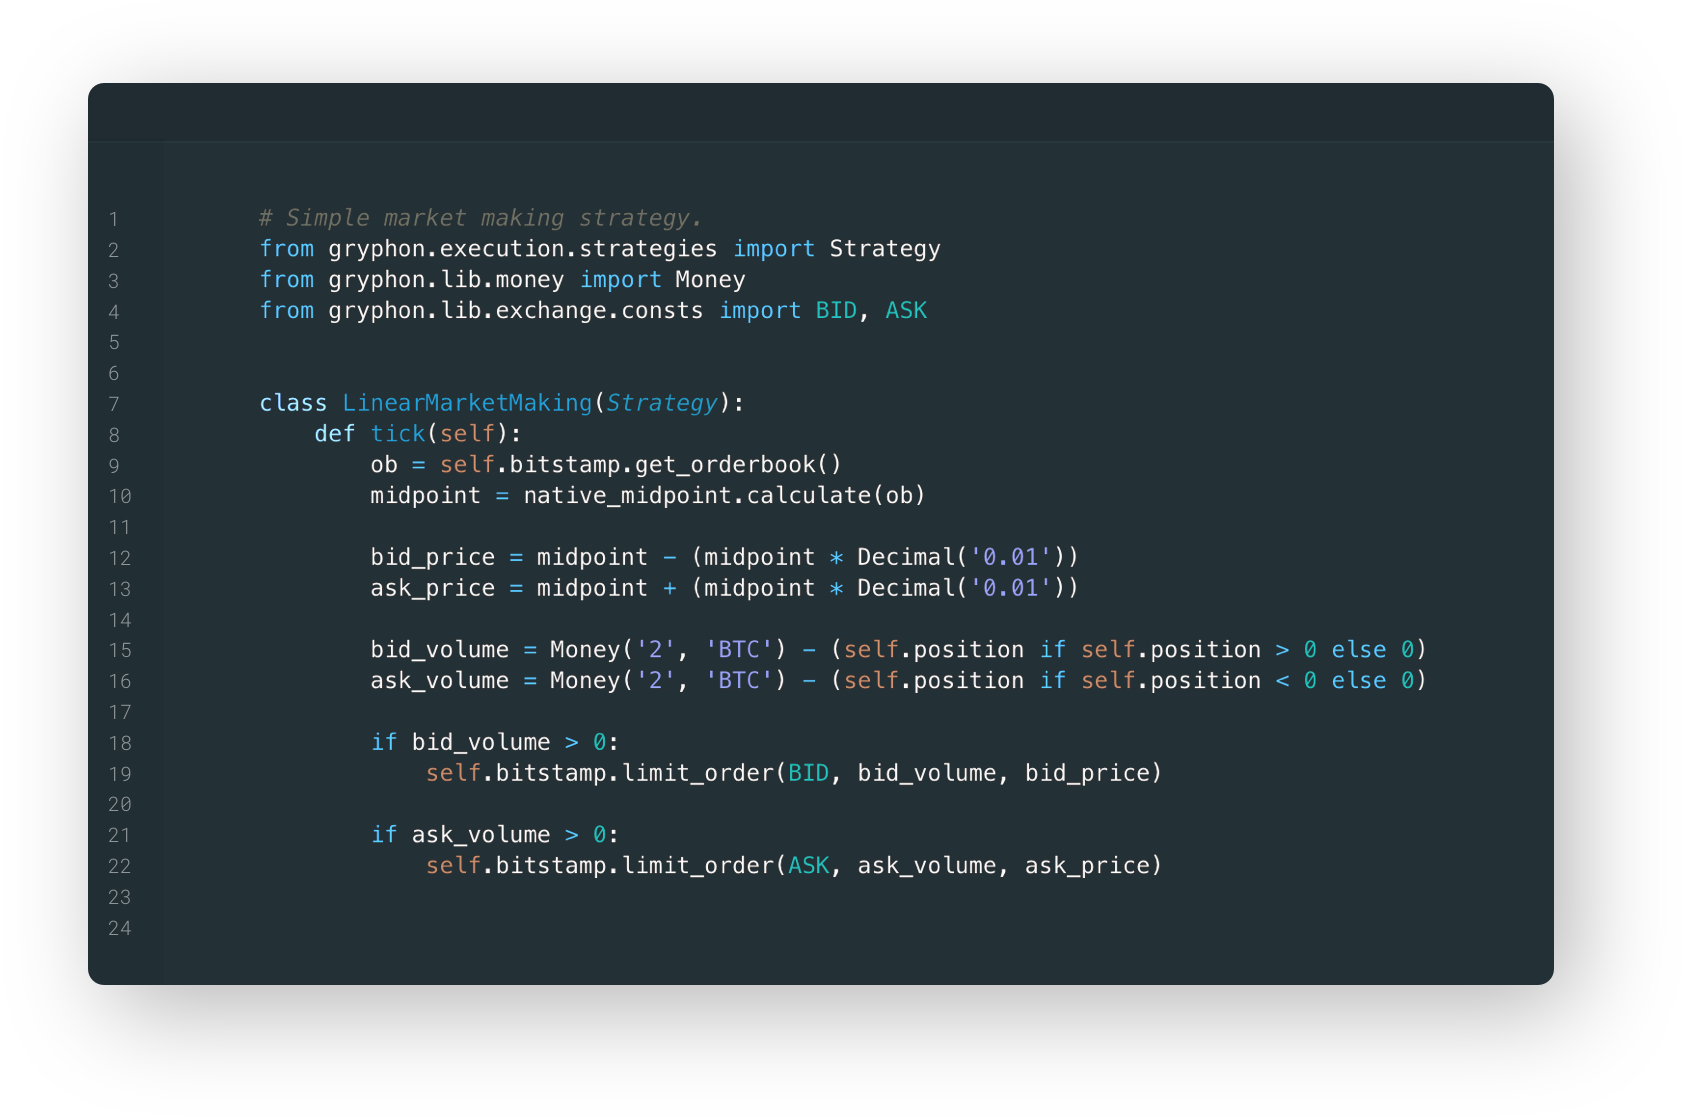 1 # Simple market making strategy.
2 from gryphon.execution.strategies import Strategy
3 from gryphon.lib.money import Money
4 from gryphon.lib.exchange.consts import BID, ASK
5
6
7 class LinearMarketMaking(Strategy):
8     def tick(self):
9         ob = self.bitstamp.get_orderbook()
10         midpoint = native_midpoint.calculate(ob)
11
12         bid_price = midpoint - (midpoint * Decimal('0.01'))
13         ask_price = midpoint + (midpoint * Decimal('0.01'))
14
15         bid_volume = Money('2', 'BTC') - (self.position if self.position > 0 else 0)
16         ask_volume = Money('2', 'BTC') - (self.position if self.position < 0 else 0)
17
18         if bid_volume > 0:
19             self.bitstamp.limit_order(BID, bid_volume, bid_price)
20
21         if ask_volume > 0:
22             self.bitstamp.limit_order(ASK, ask_volume, ask_price)
23
24